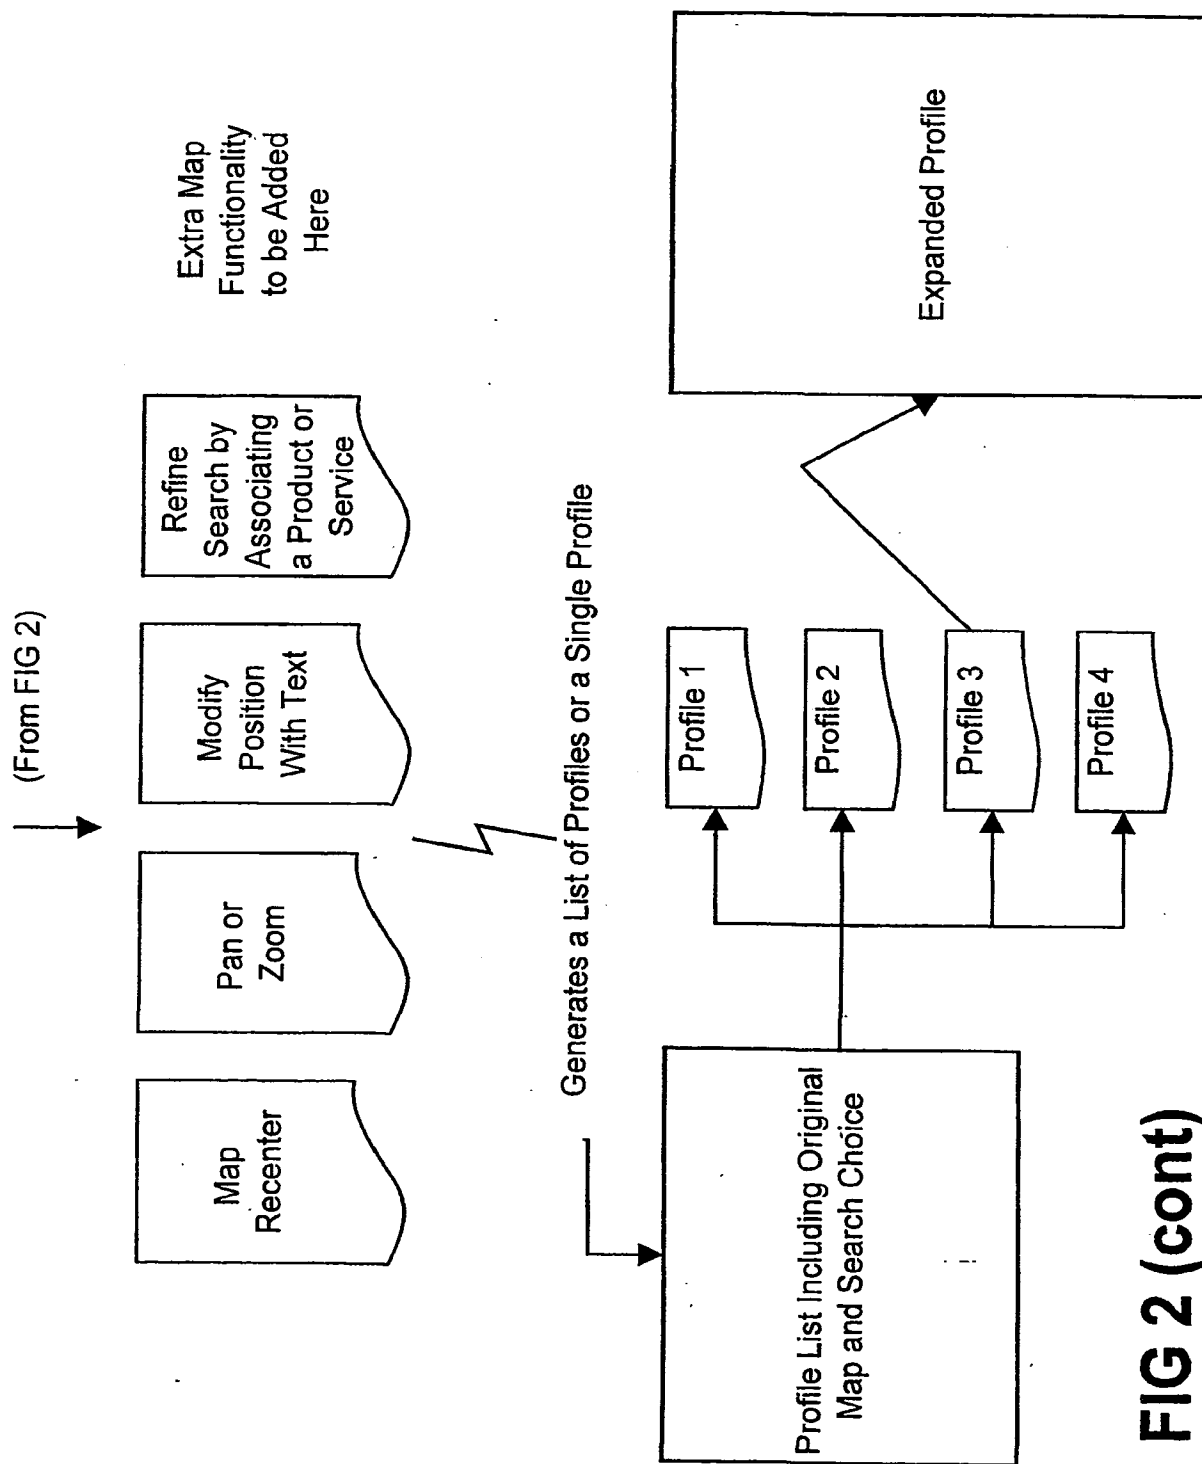 (From FIG 2)
Map
Recenter
Pan or
Zoom
Modify
Position
With Text
Refine
Search by
Associating
a Product or
Service
Extra Map
Functionality
to be Added
Here
Generates a List of Profiles or a Single Profile
Profile List Including Original
Map and Search Choice
Profile 1
Profile 2
Profile 3
Profile 4
Expanded Profile
FIG 2 (cont)